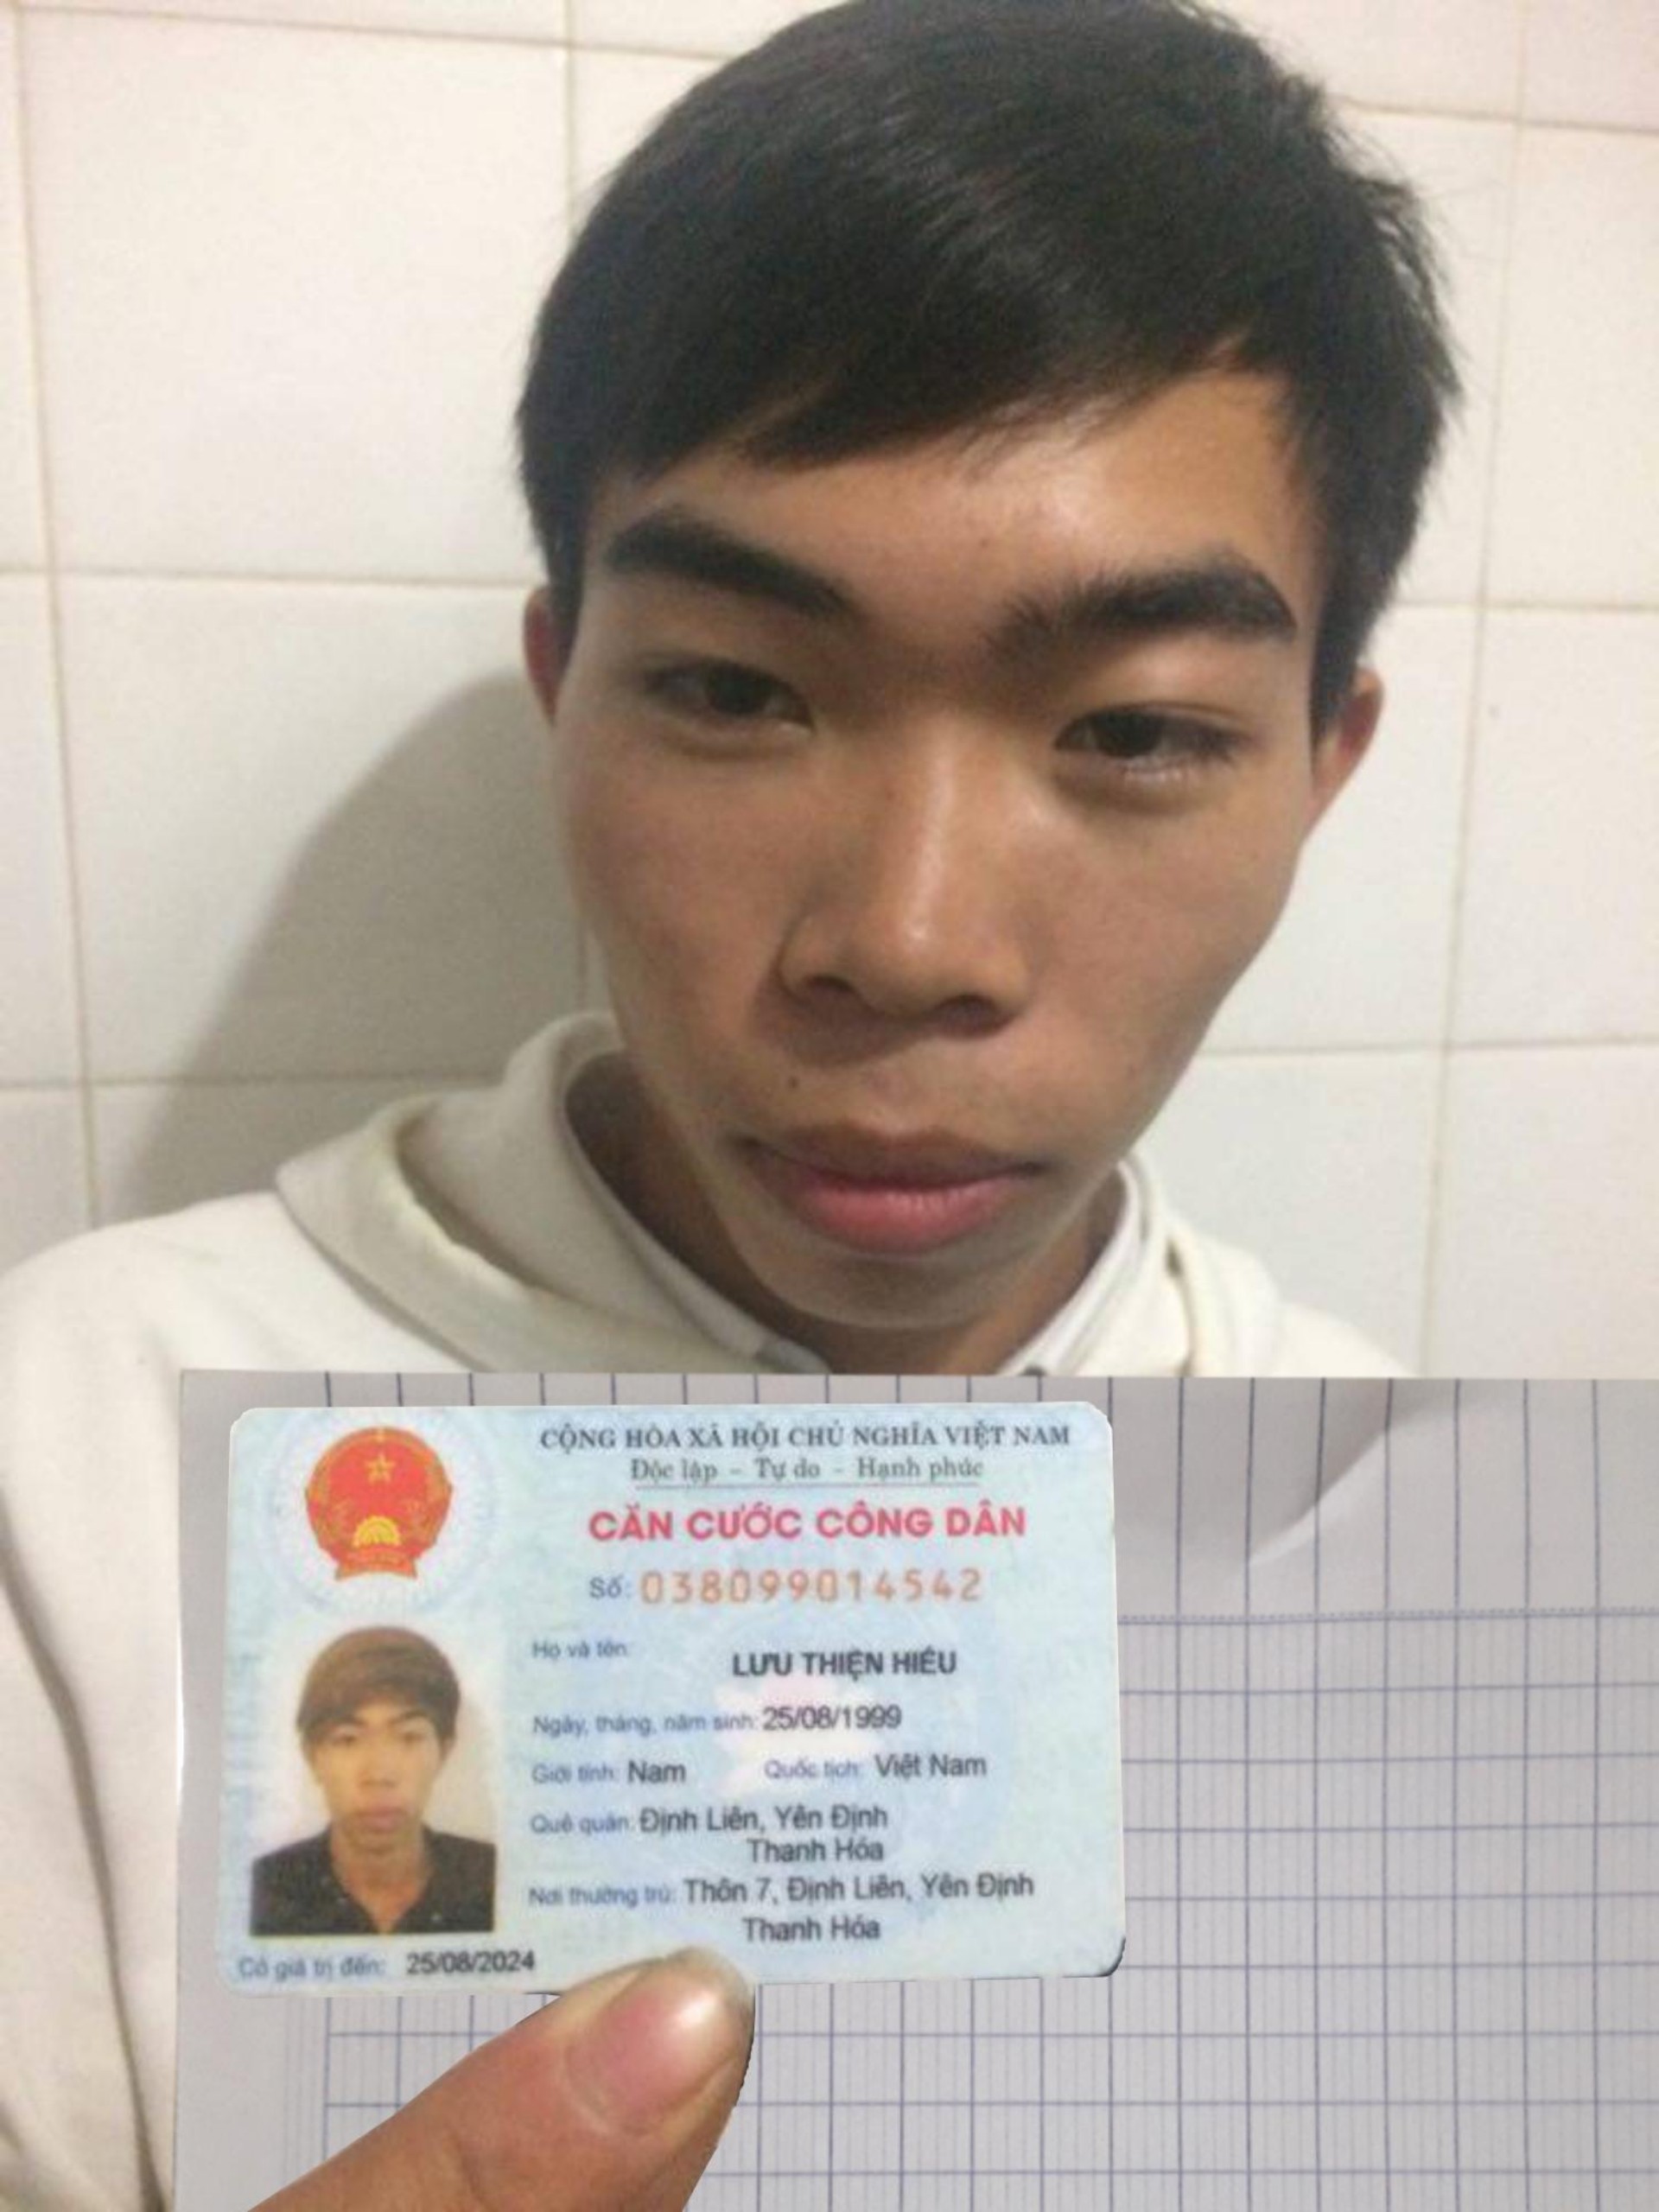 CỘNG HÒA XÃ HỘI CHỦ NGHĨA VIỆT NAM
Độc lập - Tự do - Hạnh phúc
CĂN CƯỚC CÔNG DÂN
Số: 038099014542
Họ và tên:
LƯU THIỆN HIẾU
Ngày, tháng, năm sinh: 25/08/1999
Giới tính: Nam Quốc tịch: Việt Nam
Quê quán: Định Liên, Yên Định
Thanh Hóa
Nơi thường trú: Thôn 7, Định Liên, Yên Định
Thanh Hóa
Có giá trị đến: 25/08/2024